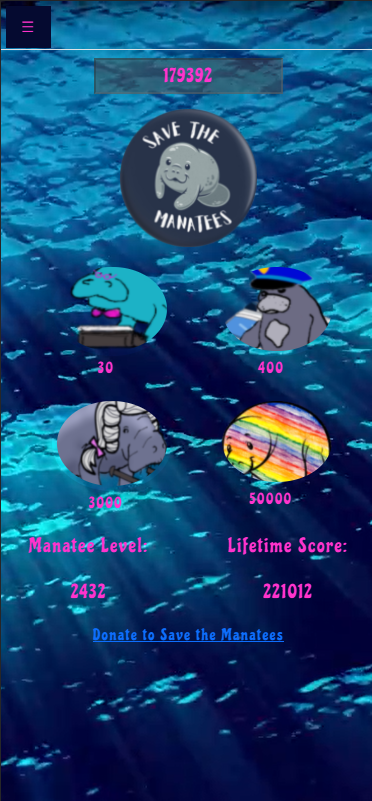 ☰
179392
SAVE THE
MANATEES
30
400
3000
50000
Manatee Level:
Lifetime Score:
2432
221012
Donate to Save the Manatees